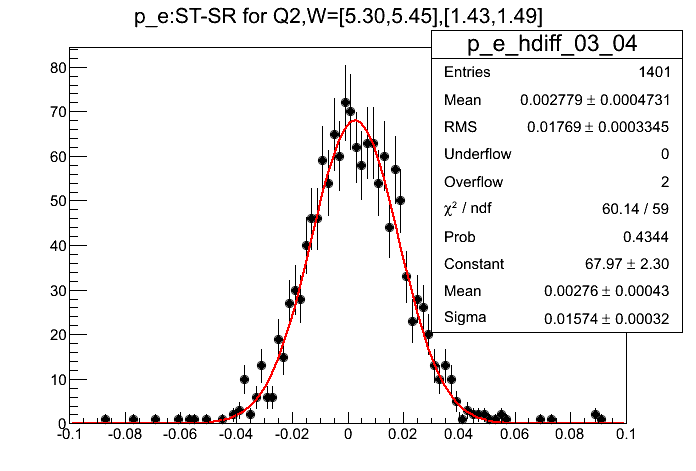 p_e:ST-SR for Q2,W=[5.30,5.45],[1.43,1.49]
p_e_hdiff_03_04
Entries 1401
Mean 0.002779 ± 0.0004731
RMS 0.01769 ± 0.0003345
Underflow 0
Overflow 2
χ² / ndf 60.14 / 59
Prob 0.4344
Constant 67.97 ± 2.30
Mean 0.00276 ± 0.00043
Sigma 0.01574 ± 0.00032
80
70
60
50
40
30
20
10
0
-0.1 -0.08 -0.06 -0.04 -0.02 0 0.02 0.04 0.06 0.08 0.1